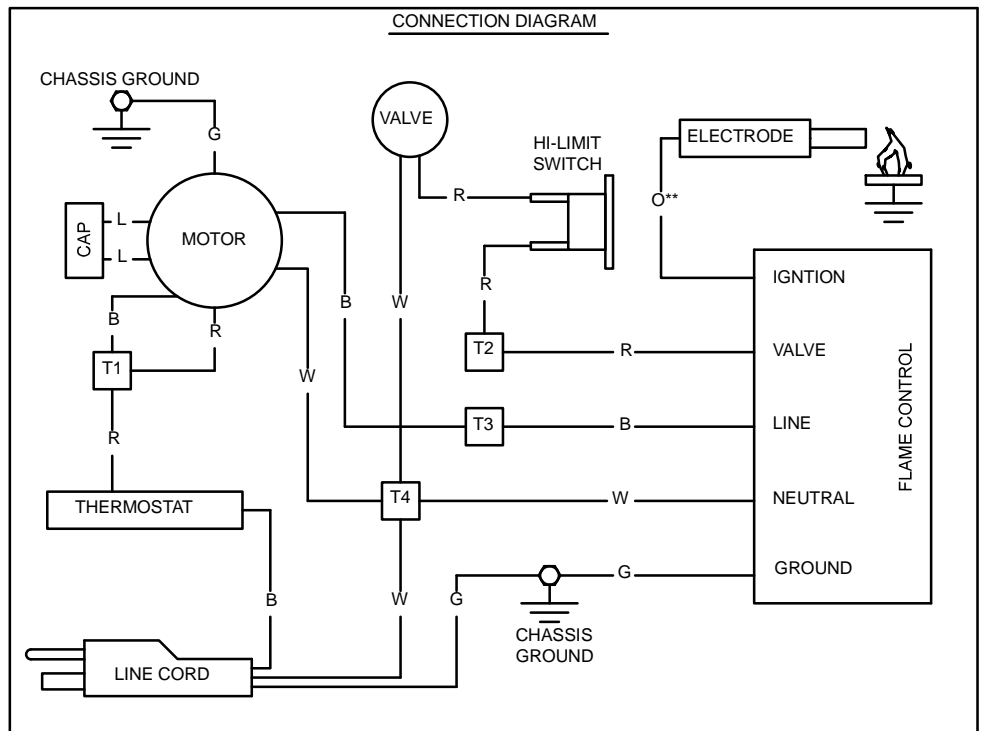 CONNECTION DIAGRAM
CHASSIS GROUND
G
VALVE
HI-LIMIT
SWITCH
ELECTRODE
O**
R
CAP
L
L
MOTOR
B
R
T1
R
B
W
W
R
T2
R
T3
B
T4
W
IGNTION
VALVE
LINE
NEUTRAL
GROUND
FLAME CONTROL
THERMOSTAT
B
W
G
G
CHASSIS
GROUND
LINE CORD